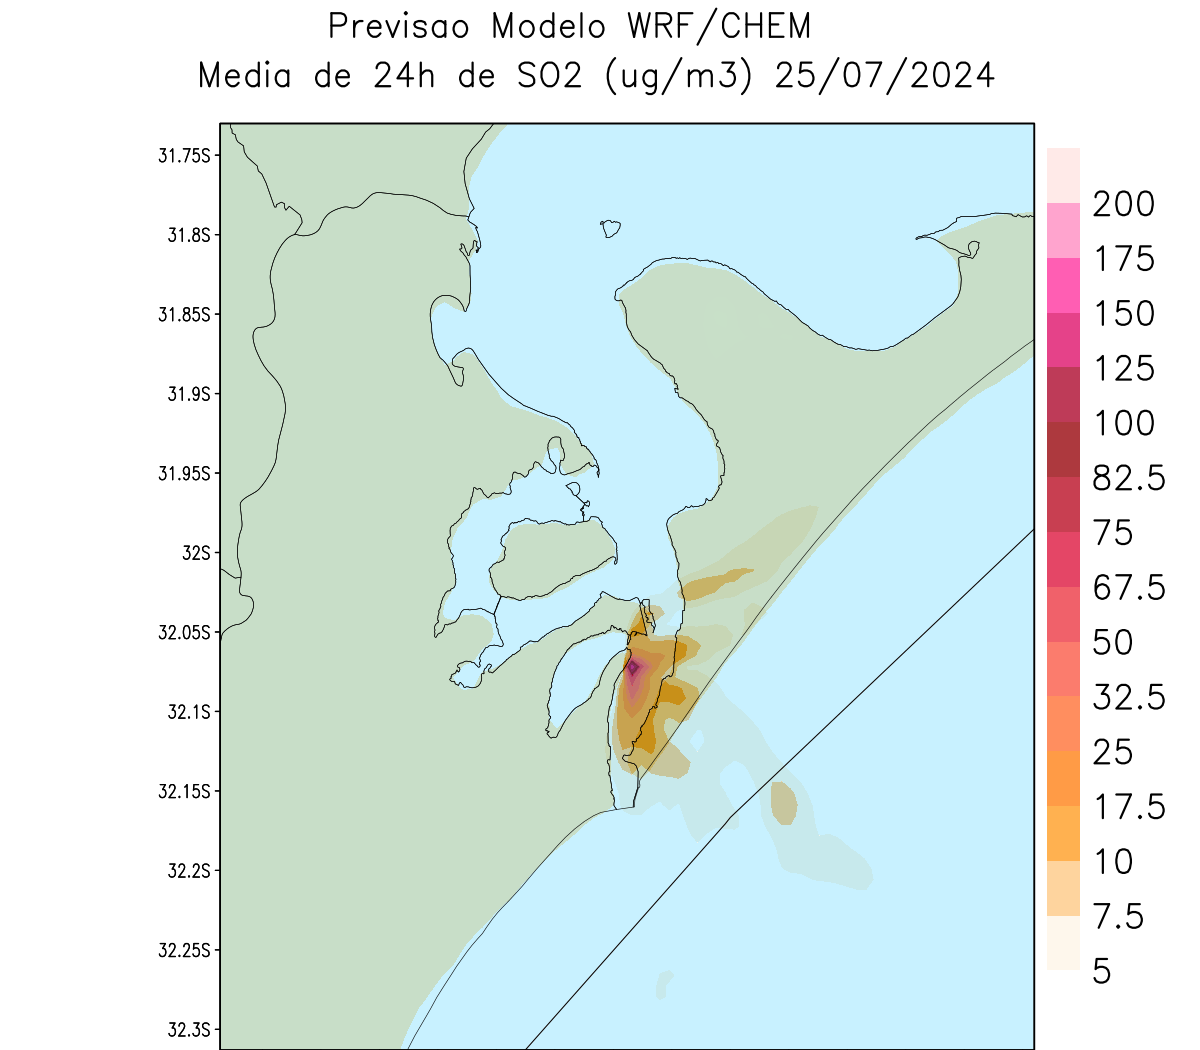 Previsao Modelo WRF/CHEM
Media de 24h de SO2 (ug/m3) 25/07/2024
31.75S
31.8S
31.85S
31.9S
31.95S
32S
32.05S
32.1S
32.15S
32.2S
32.25S
32.3S
200
175
150
125
100
82.5
75
67.5
50
32.5
25
17.5
10
7.5
5